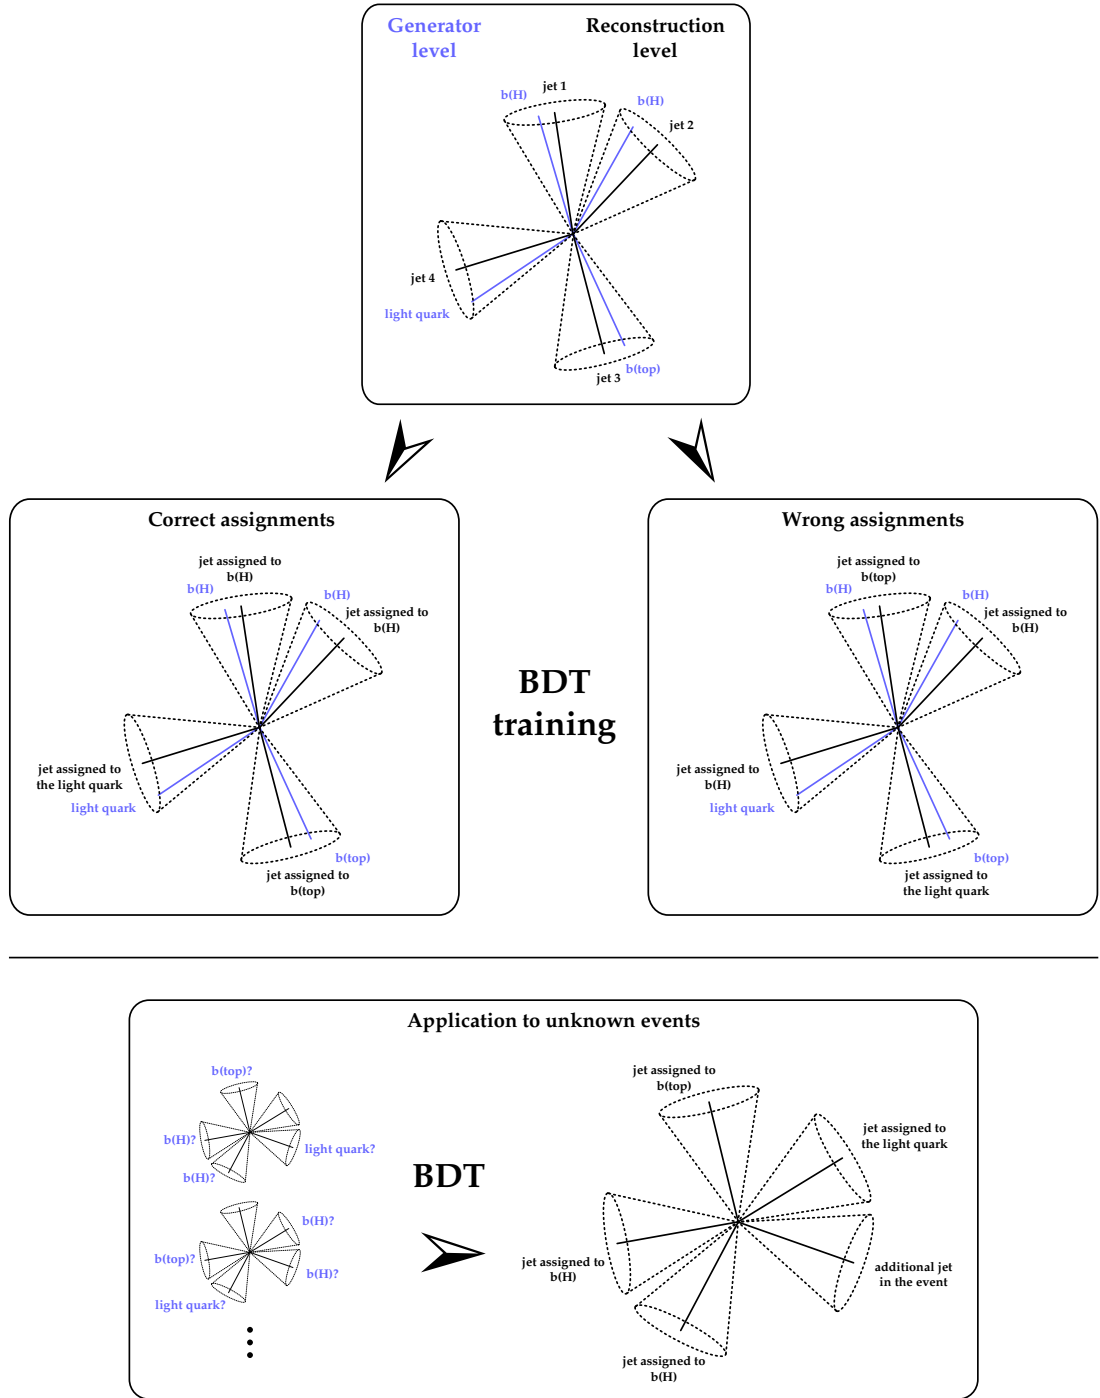 Generator
level
Reconstruction
level
b(H)
jet 1
b(H)
jet 2
jet 4
light quark
jet 3
b(top)
Correct assignments
jet assigned to
b(H)
b(H)
b(H)
jet assigned to
b(H)
jet assigned to
the light quark
light quark
b(top)
jet assigned to
b(top)
BDT
training
Wrong assignments
jet assigned to
b(top)
b(H)
b(H)
jet assigned to
b(H)
jet assigned to
b(H)
light quark
b(top)
jet assigned to
the light quark
Application to unknown events
b(top)?
b(H)?
light quark?
b(H)?
b(H)?
b(top)?
b(H)?
light quark?
BDT
jet assigned to
b(top)
jet assigned to
the light quark
jet assigned to
b(H)
additional jet
in the event
jet assigned to
b(H)